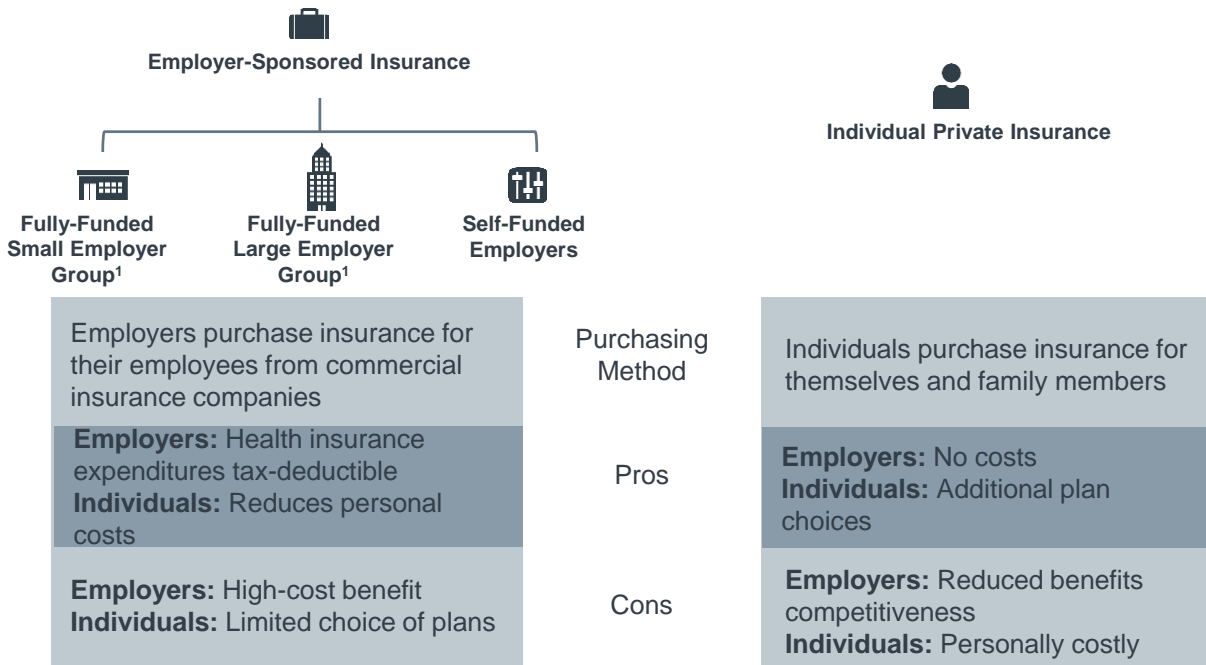 Employer-Sponsored Insurance
Individual Private Insurance
Fully-Funded
Small Employer
Group¹
Fully-Funded
Large Employer
Group¹
Self-Funded
Employers
Employers purchase insurance for
their employees from commercial
insurance companies
Purchasing
Method
Individuals purchase insurance for
themselves and family members
Employers: Health insurance
expenditures tax-deductible
Individuals: Reduces personal
costs
Pros
Employers: No costs
Individuals: Additional plan
choices
Employers: High-cost benefit
Individuals: Limited choice of plans
Cons
Employers: Reduced benefits
competitiveness
Individuals: Personally costly